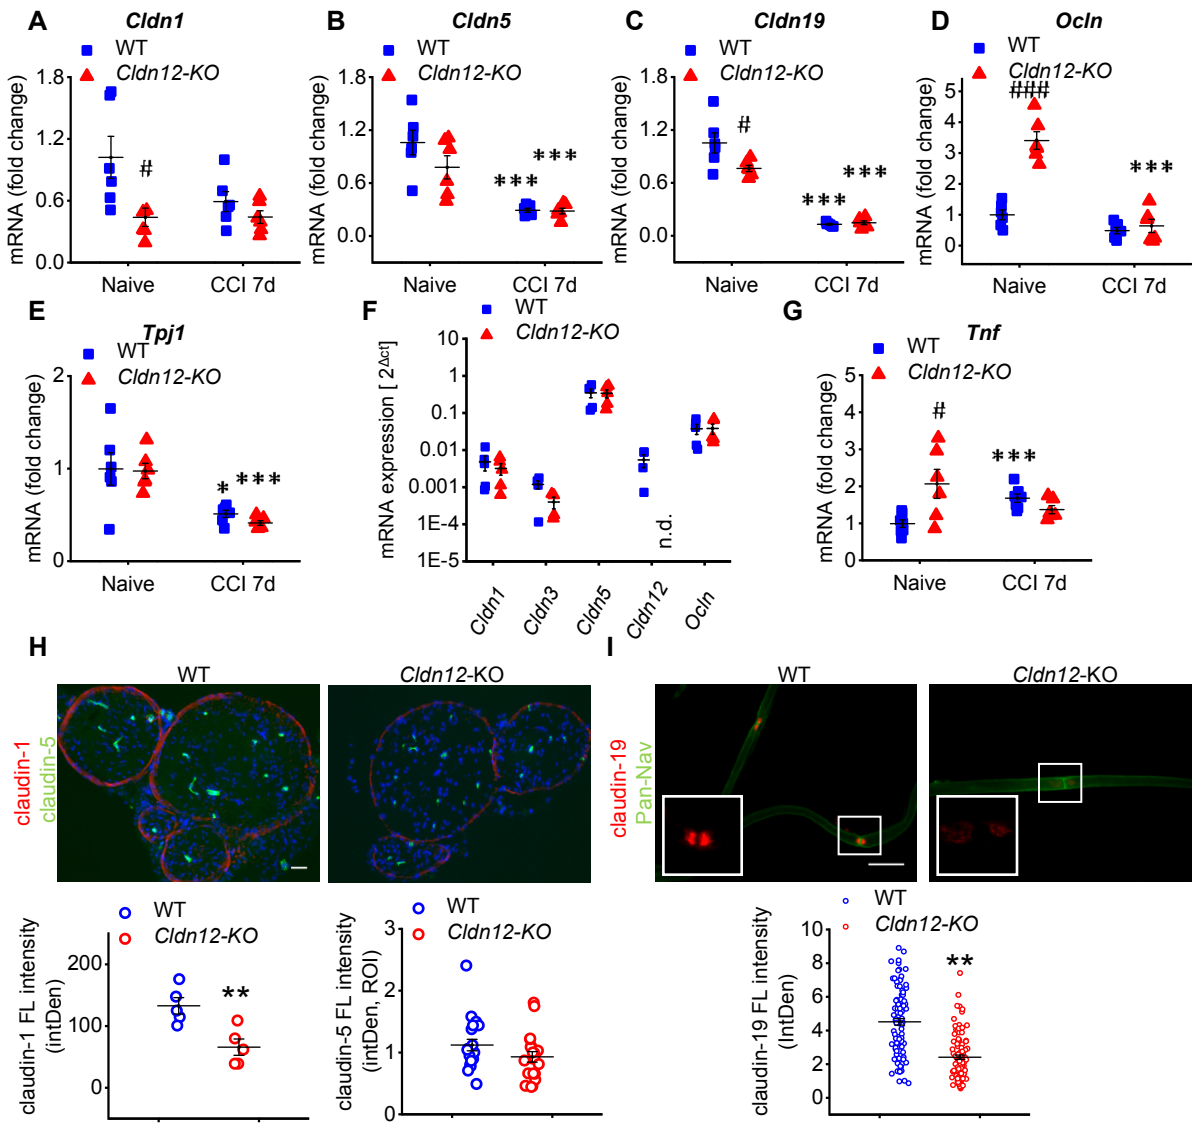 A
Cldn1
WT
Cldn12-KO
mRNA (fold change)
1.8
1.2
0.6
0.0
#
Naive
CCI 7d
B
Cldn5
WT
Cldn12-KO
mRNA (fold change)
1.8
1.2
0.6
0.0
***
***
Naive
CCI 7d
C
Cldn19
WT
Cldn12-KO
mRNA (fold change)
1.8
1.2
0.6
0.0
#
***
***
Naive
CCI 7d
D
Ocln
WT
Cldn12-KO
mRNA (fold change)
5
4
3
2
1
0
###
***
Naive
CCI 7d
E
Tpj1
WT
Cldn12-KO
mRNA (fold change)
2
1
0
*
***
Naive
CCI 7d
F
WT
Cldn12-KO
mRNA expression [ 2^Δct]
10
1
0.1
0.01
0.001
1E-4
1E-5
n.d.
Cldn1
Cldn3
Cldn5
Cldn12
Ocln
G
Tnf
WT
Cldn12-KO
mRNA (fold change)
5
4
3
2
1
0
#
***
Naive
CCI 7d
H
WT
Cldn12-KO
claudin-1
claudin-5
WT
Cldn12-KO
claudin-1 FL intensity
(intDen)
200
100
0
**
WT
Cldn12-KO
claudin-5 FL intensity
(intDen, ROI)
3
2
1
0
I
WT
Cldn12-KO
claudin-19
Pan-Nav
WT
Cldn12-KO
claudin-19 FL intensity
(IntDen)
10
8
6
4
2
0
**